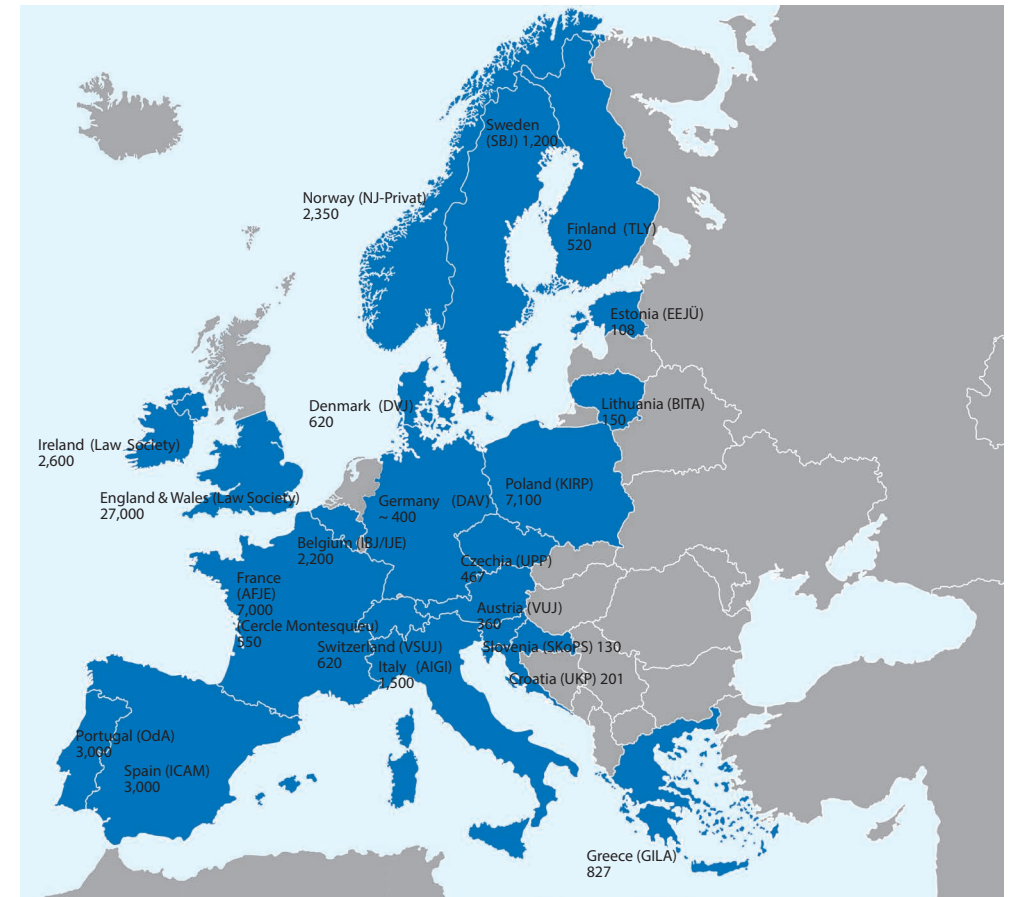 Sweden
(SBJ) 1,200
Norway (NJ-Privat)
2,350
Finland (TLY)
520
Estonia (EEJÜ)
108
Denmark (DVJ)
620
Lithuania (BITA)
150
Ireland (Law Society)
2,600
England & Wales (Law Society)
27,000
Germany (DAV)
~ 400
Poland (KIRP)
7,100
Belgium (IBJ/IJE)
2,200
Czechia (UPP)
467
France
(AFJE)
7,000
(Cercle Montesquieu)
550
Austria (VUJ)
360
Switzerland (VSUJ)
620
Slovenia (SKoPS) 130
Italy (AIGI)
1,500
Croatia (UKP) 201
Portugal (OdA)
3,000
Spain (ICAM)
3,000
Greece (GILA)
827